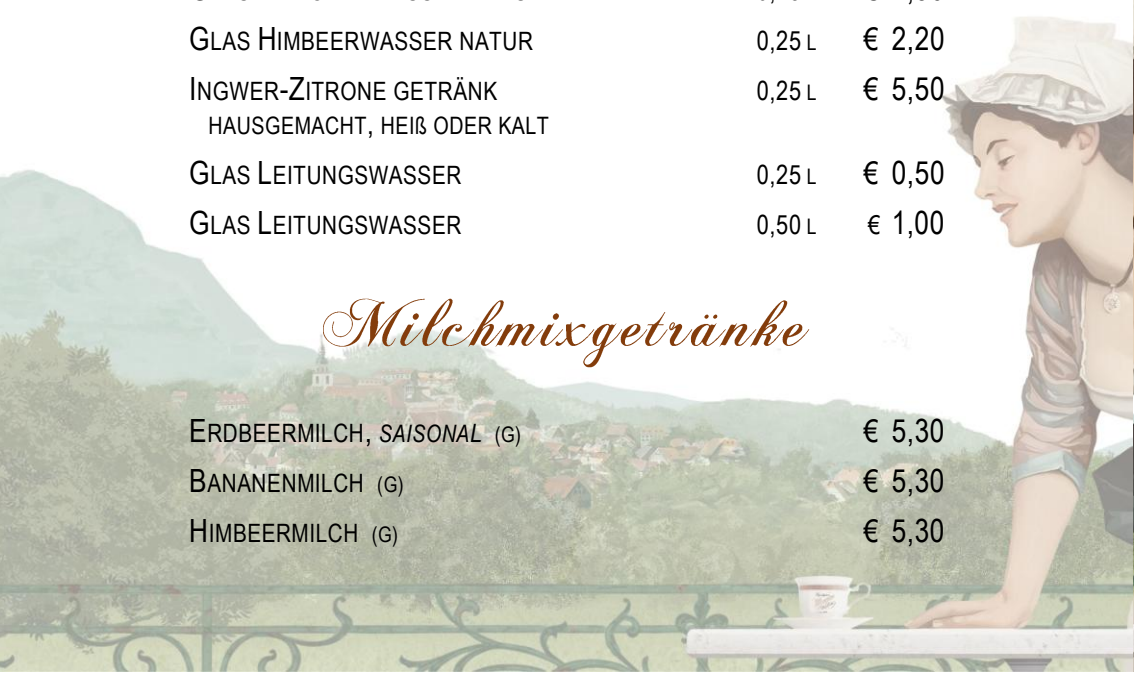 Glas Himbeerwasser natur 0,25 l € 2,20
Ingwer-Zitrone getränk 0,25 l € 5,50
hausgemacht, heiß oder kalt
Glas Leitungswasser 0,25 l € 0,50
Glas Leitungswasser 0,50 l € 1,00
Milchmixgetränke
Erdbeermilch, saisonal (G) € 5,30
Bananenmilch (G) € 5,30
Himbeermilch (G) € 5,30